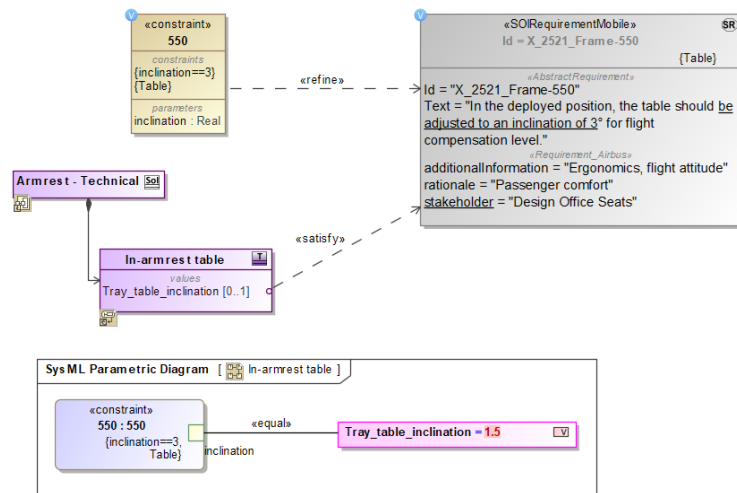 «constraint»
550
constraints
{inclination==3}
{Table}
parameters
inclination : Real
«refine»
«SOIRequirementMobile»
SR
Id = X_2521_Frame-550
{Table}
«AbstractRequirement»
Id = "X_2521_Frame-550"
Text = "In the deployed position, the table should be
adjusted to an inclination of 3° for flight
compensation level."
«Requirement_Airbus»
additionalInformation = "Ergonomics, flight attitude"
rationale = "Passenger comfort"
stakeholder = "Design Office Seats"
Armrest - Technical
SoI
«satisfy»
In-armrest table
T
values
Tray_table_inclination [0..1]
SysML Parametric Diagram [ In-armrest table ]
«constraint»
550 : 550
{inclination==3,
Table}
inclination
«equal»
Tray_table_inclination = 1.5
V